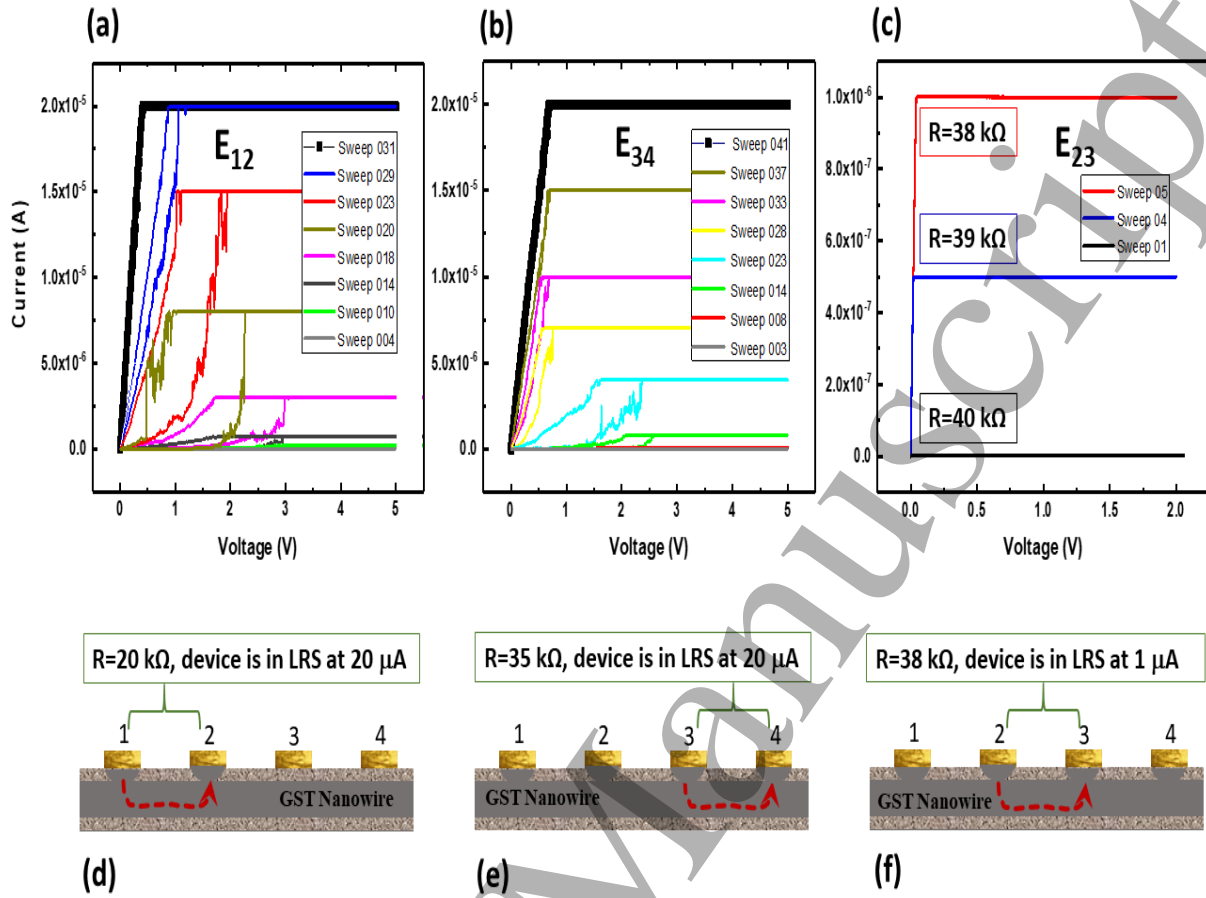 (a)
(b)
(c)
2.0x10-5
1.5x10-5
1.0x10-5
5.0x10-6
0.0
Current (A)
E12
Sweep 031
Sweep 029
Sweep 023
Sweep 020
Sweep 018
Sweep 014
Sweep 010
Sweep 004
0 1 2 3 4 5
Voltage (V)
2.0x10-5
1.5x10-5
1.0x10-5
5.0x10-6
0.0
E34
Sweep 041
Sweep 037
Sweep 033
Sweep 028
Sweep 023
Sweep 014
Sweep 008
Sweep 003
0 1 2 3 4 5
Voltage (V)
1.0x10-6
8.0x10-7
6.0x10-7
4.0x10-7
2.0x10-7
0.0
R=38 kΩ
E23
Sweep 05
Sweep 04
Sweep 01
R=39 kΩ
R=40 kΩ
0.0 0.5 1.0 1.5 2.0
Voltage (V)
R=20 kΩ, device is in LRS at 20 μA
1 2 3 4
GST Nanowire
(d)
R=35 kΩ, device is in LRS at 20 μA
1 2 3 4
GST Nanowire
(e)
R=38 kΩ, device is in LRS at 1 μA
1 2 3 4
GST Nanowire
(f)
Manuscript